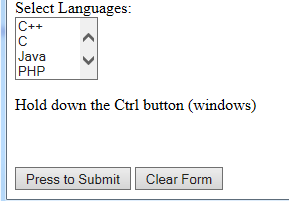 Select Languages:
C++
C
Java
PHP
Hold down the Ctrl button (windows)
Press to Submit Clear Form